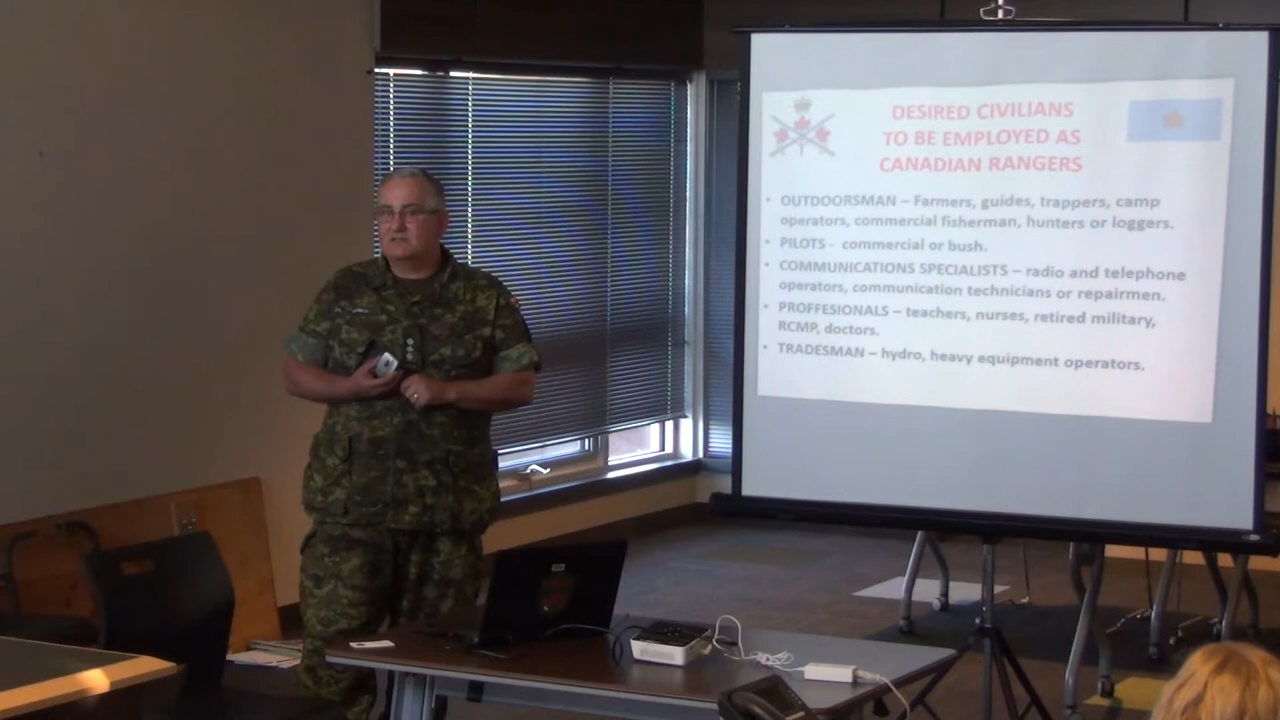 DESIRED CIVILIANS
TO BE EMPLOYED AS
CANADIAN RANGERS
• OUTDOORSMAN – Farmers, guides, trappers, camp
operators, commercial fisherman, hunters or loggers.
• PILOTS - commercial or bush.
• COMMUNICATIONS SPECIALISTS – radio and telephone
operators, communication technicians or repairmen.
• PROFFESIONALS – teachers, nurses, retired military,
RCMP, doctors.
• TRADESMAN – hydro, heavy equipment operators.